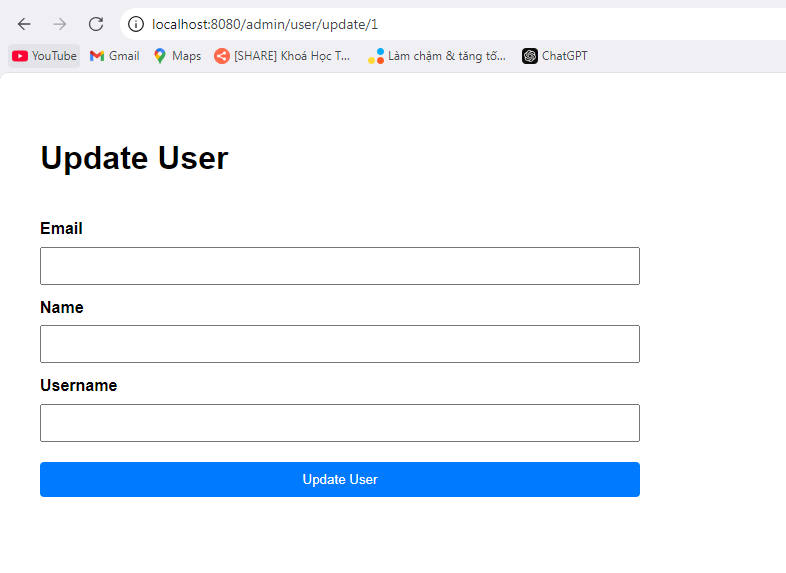 localhost:8080/admin/user/update/1
YouTube Gmail Maps [SHARE] Khoá Học T... Làm chậm & tăng tố... ChatGPT
Update User
Email
Name
Username
Update User